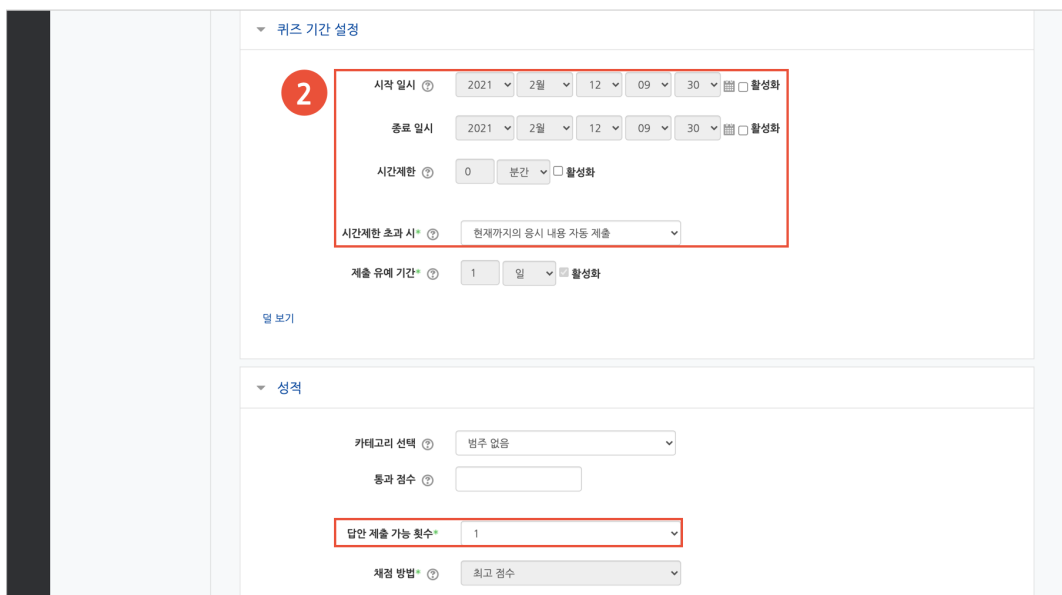 퀴즈 기간 설정
2
시작 일시 2021 2월 12 09 30 활성화
종료 일시 2021 2월 12 09 30 활성화
시간제한 0 분간 활성화
시간제한 초과 시* 현재까지의 응시 내용 자동 제출
제출 유예 기간* 1 일 활성화
덜 보기
성적
카테고리 선택 범주 없음
통과 점수
답안 제출 가능 횟수* 1
채점 방법* 최고 점수